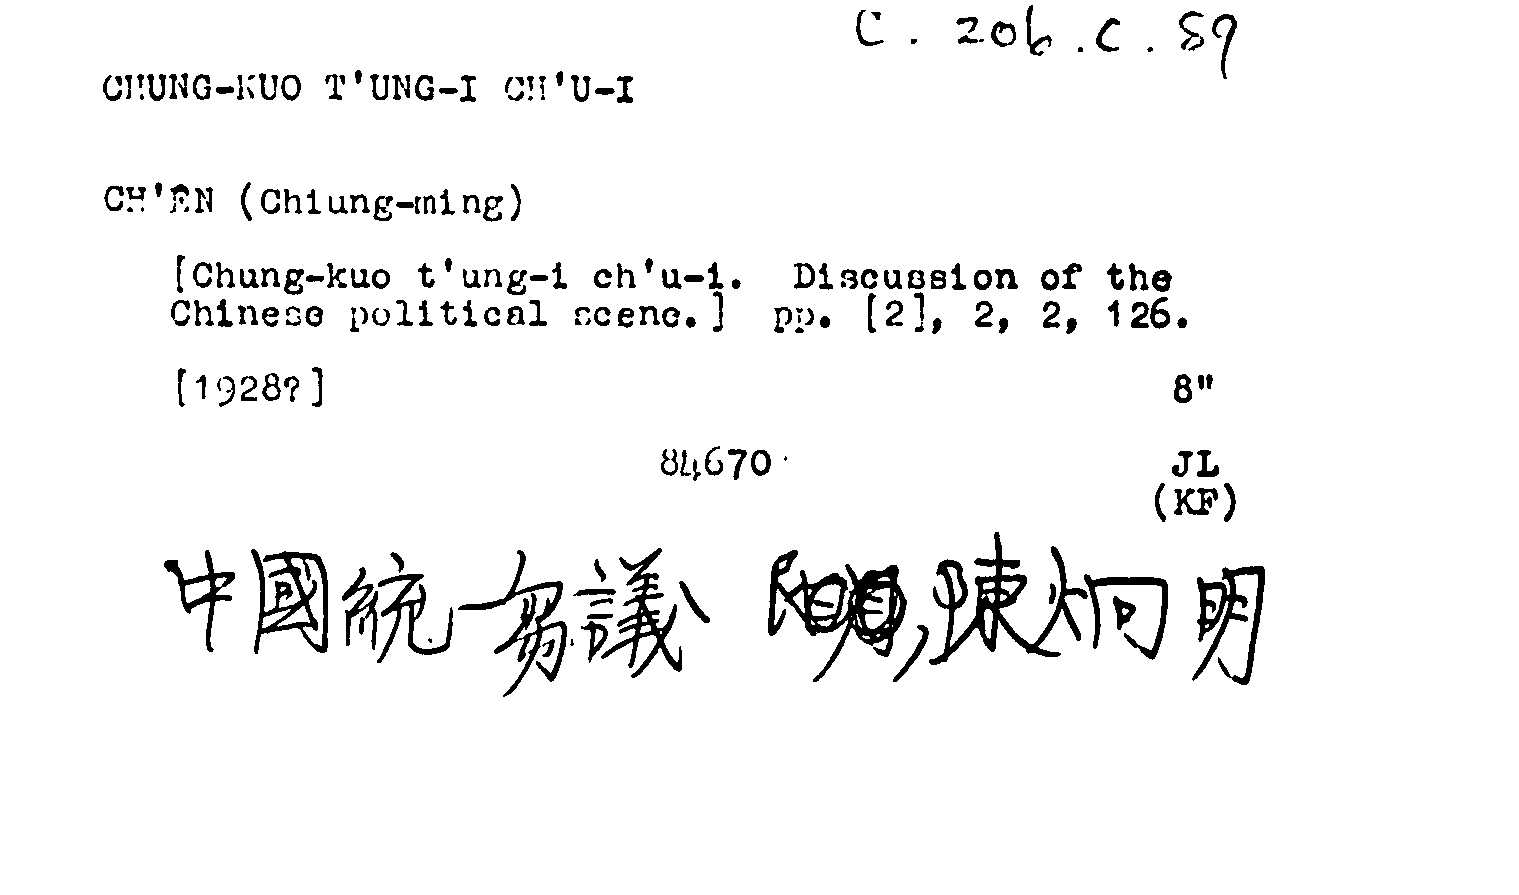 C. 206.C.89
CHUNG-KUO T'UNG-I CH'U-I
CH'EN (Chiung-ming)
[Chung-kuo t'ung-i ch'u-i. Discussion of the
Chinese political scene.] pp. [2], 2, 2, 126.
[1928?] 8"
84670 JL
(KF)
中國統一芻議、 陳炯明